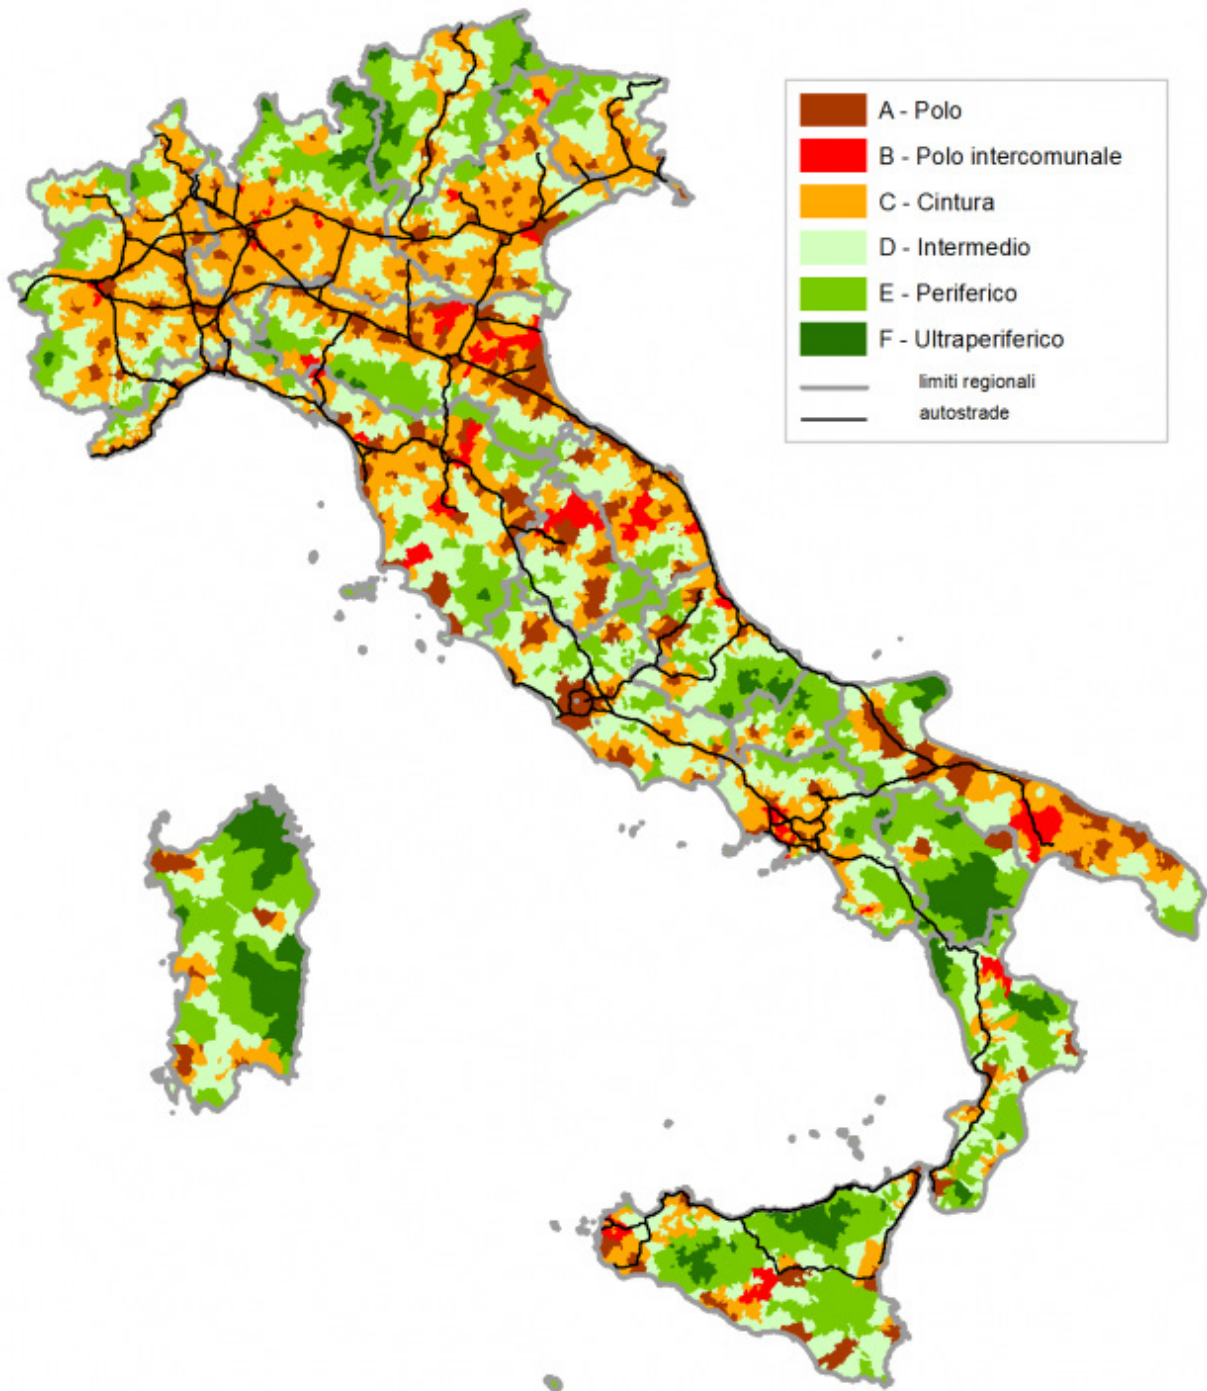 A - Polo
B - Polo intercomunale
C - Cintura
D - Intermedio
E - Periferico
F - Ultraperiferico
limiti regionali
autostrade